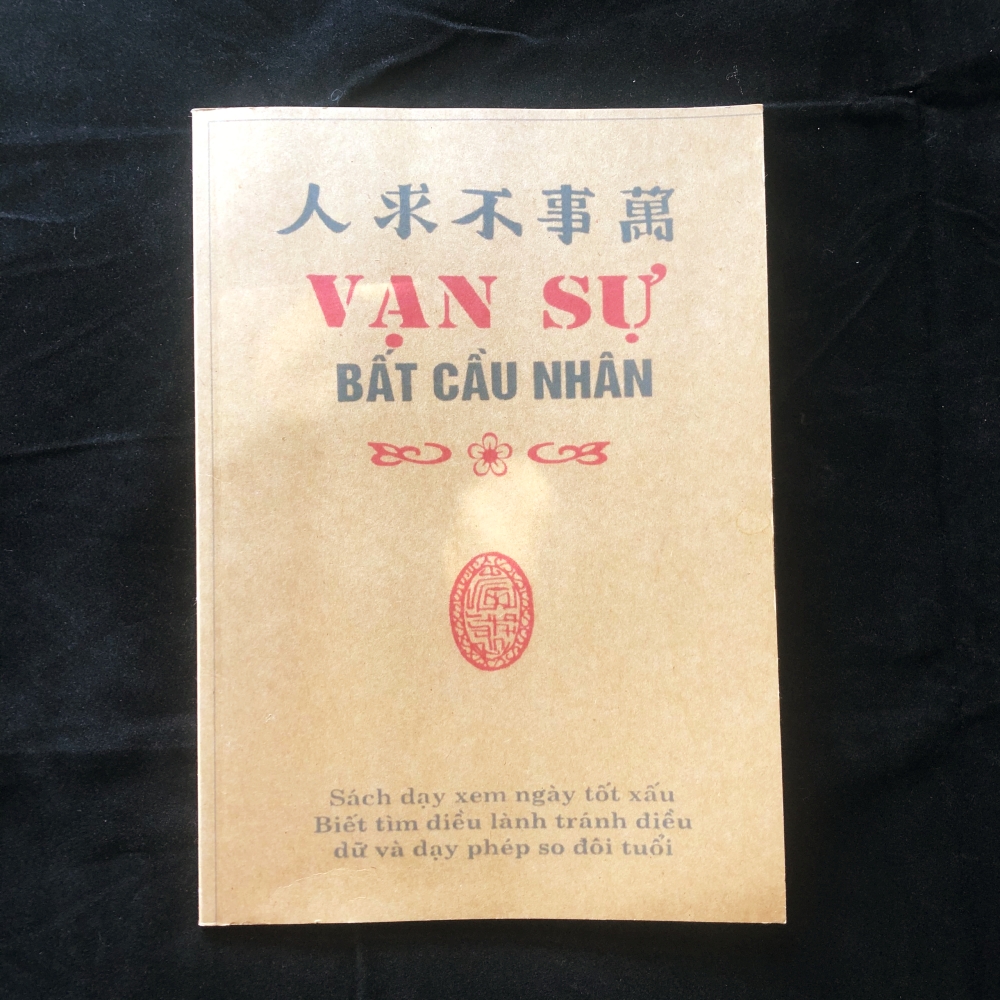 萬事不求人
VẠN SỰ
BẤT CẦU NHÂN
Sách dạy xem ngày tốt xấu
Biết tìm điều lành tránh điều
dữ và dạy phép so đôi tuổi